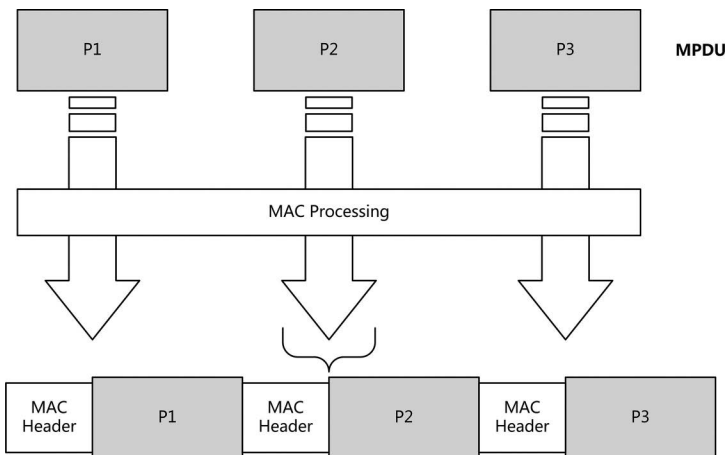 P1
P2
P3
MPDU
MAC Processing
MAC
Header
P1
MAC
Header
P2
MAC
Header
P3